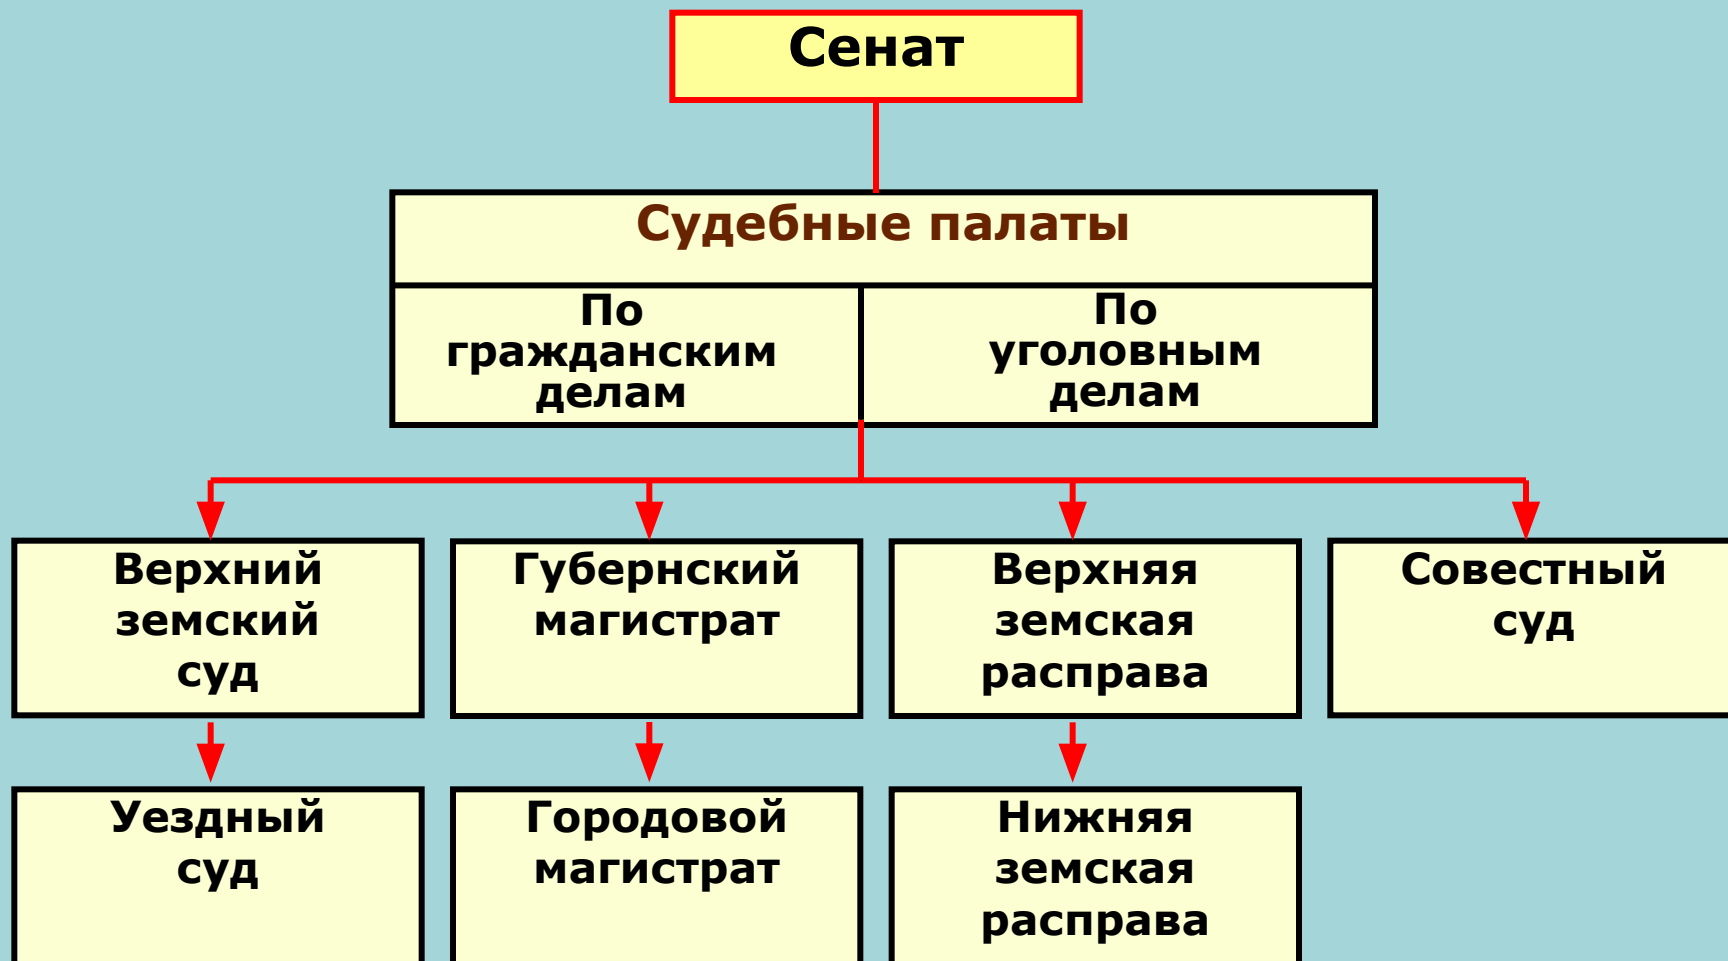 Сенат
Судебные палаты
По
гражданским
делам
По
уголовным
делам
Верхний
земский
суд
Губернский
магистрат
Верхняя
земская
расправа
Совестный
суд
Уездный
суд
Городовой
магистрат
Нижняя
земская
расправа